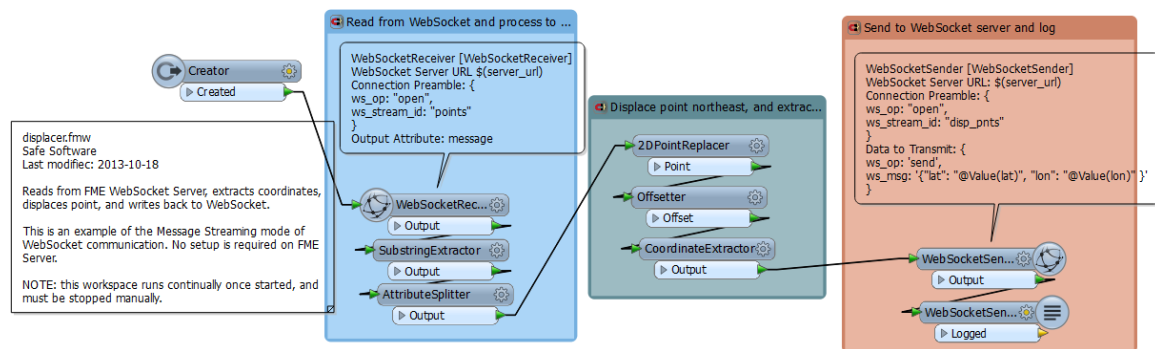 Creator
Created
displacer.fmw
Safe Software
Last modifiec: 2013-10-18
Reads from FME WebSocket Server, extracts coordinates,
displaces point, and writes back to WebSocket.
This is an example of the Message Streaming mode of
WebSocket communication. No setup is required on FME
Server.
NOTE: this workspace runs continually once started, and
must be stopped manually.
Read from WebSocket and process to ...
WebSocketReceiver [WebSocketReceiver]
WebSocket Server URL $(server_url)
Connection Preamble: {
ws_op: "open",
ws_stream_id: "points"
}
Output Attribute: message
WebSocketRec...
Output
SubstringExtractor
Output
AttributeSplitter
Output
Displace point northeast, and extrac...
2DPointReplacer
Point
Offsetter
Offset
CoordinateExtractor
Output
Send to WebSocket server and log
WebSocketSender [WebSocketSender]
WebSocket Server URL: $(server_url)
Connection Preamble: {
ws_op: "open",
ws_stream_id: "disp_pnts"
}
Data to Transmit: {
ws_op: 'send',
ws_msg: '{"lat": "@Value(lat)", "lon": "@Value(lon)" }'
}
WebSocketSen...
Output
WebSocketSen...
Logged